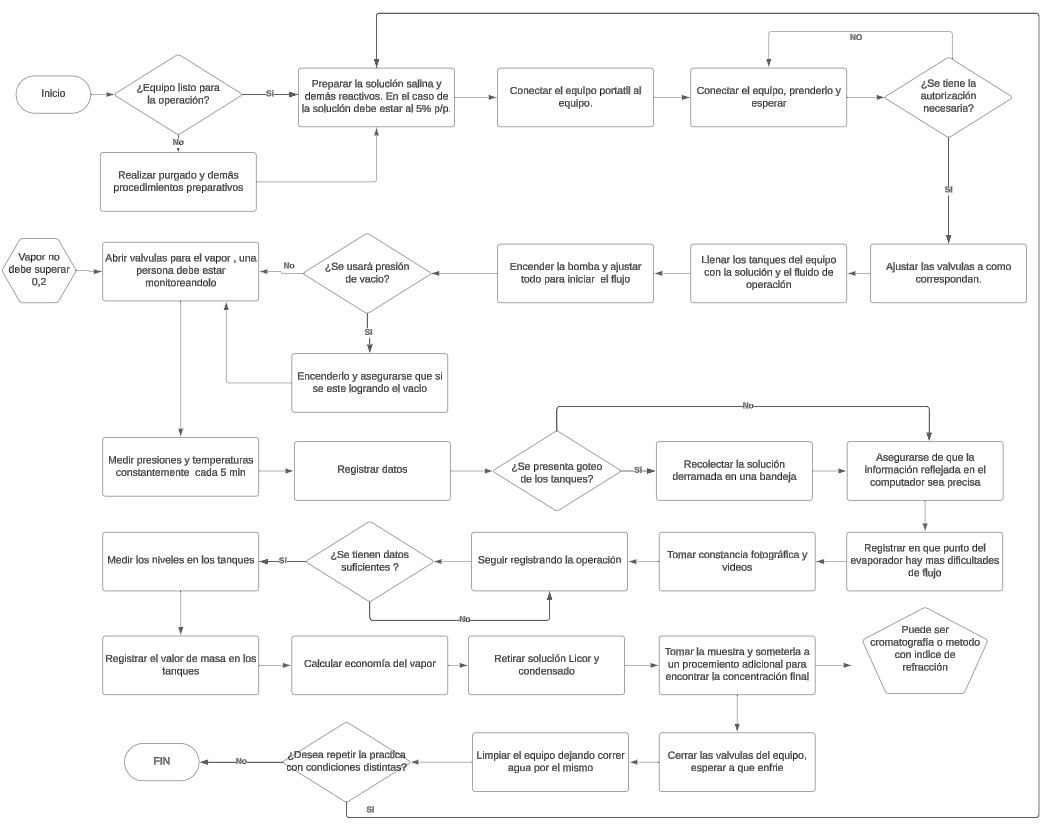 Inicio
¿Equipo listo para
la operación?
Si
No
Realizar purgado y demás
procedimientos preparativos
Preparar la solución salina y
demás reactivos. En el caso de
la solución debe estar al 5% p/p.
Conectar el equipo portatil al
equipo.
Conectar el equipo, prenderlo y
esperar
NO
¿Se tiene la
autorización
necesaria?
SI
Ajustar las valvulas a como
correspondan.
Llenar los tanques del equipo
con la solución y el fluido de
operación
Encender la bomba y ajustar
todo para iniciar el flujo
¿Se usará presión
de vacio?
No
SI
Encenderlo y asegurarse que si
se este logrando el vacio
Abrir valvulas para el vapor , una
persona debe estar
monitoreandolo
Vapor no
debe superar
0,2
Medir presiones y temperaturas
constantemente cada 5 min
Registrar datos
¿Se presenta goteo
de los tanques?
No
Sí
Recolectar la solución
derramada en una bandeja
Asegurarse de que la
información reflejada en el
computador sea precisa
Registrar en que punto del
evaporador hay mas dificultades
de flujo
Tomar constancia fotográfica y
videos
Seguir registrando la operación
¿Se tienen datos
suficientes ?
No
Sí
Medir los niveles en los tanques
Registrar el valor de masa en los
tanques
Calcular economía del vapor
Retirar solución Licor y
condensado
Tomar la muestra y someterla a
un procemiento adicional para
encontrar la concentración final
Puede ser
cromatografía o metodo
con indice de
refracción
Cerrar las valvulas del equipo,
esperar a que enfrie
Limpiar el equipo dejando correr
agua por el mismo
¿Desea repetir la practica
con condiciones distintas?
No
FIN
SI